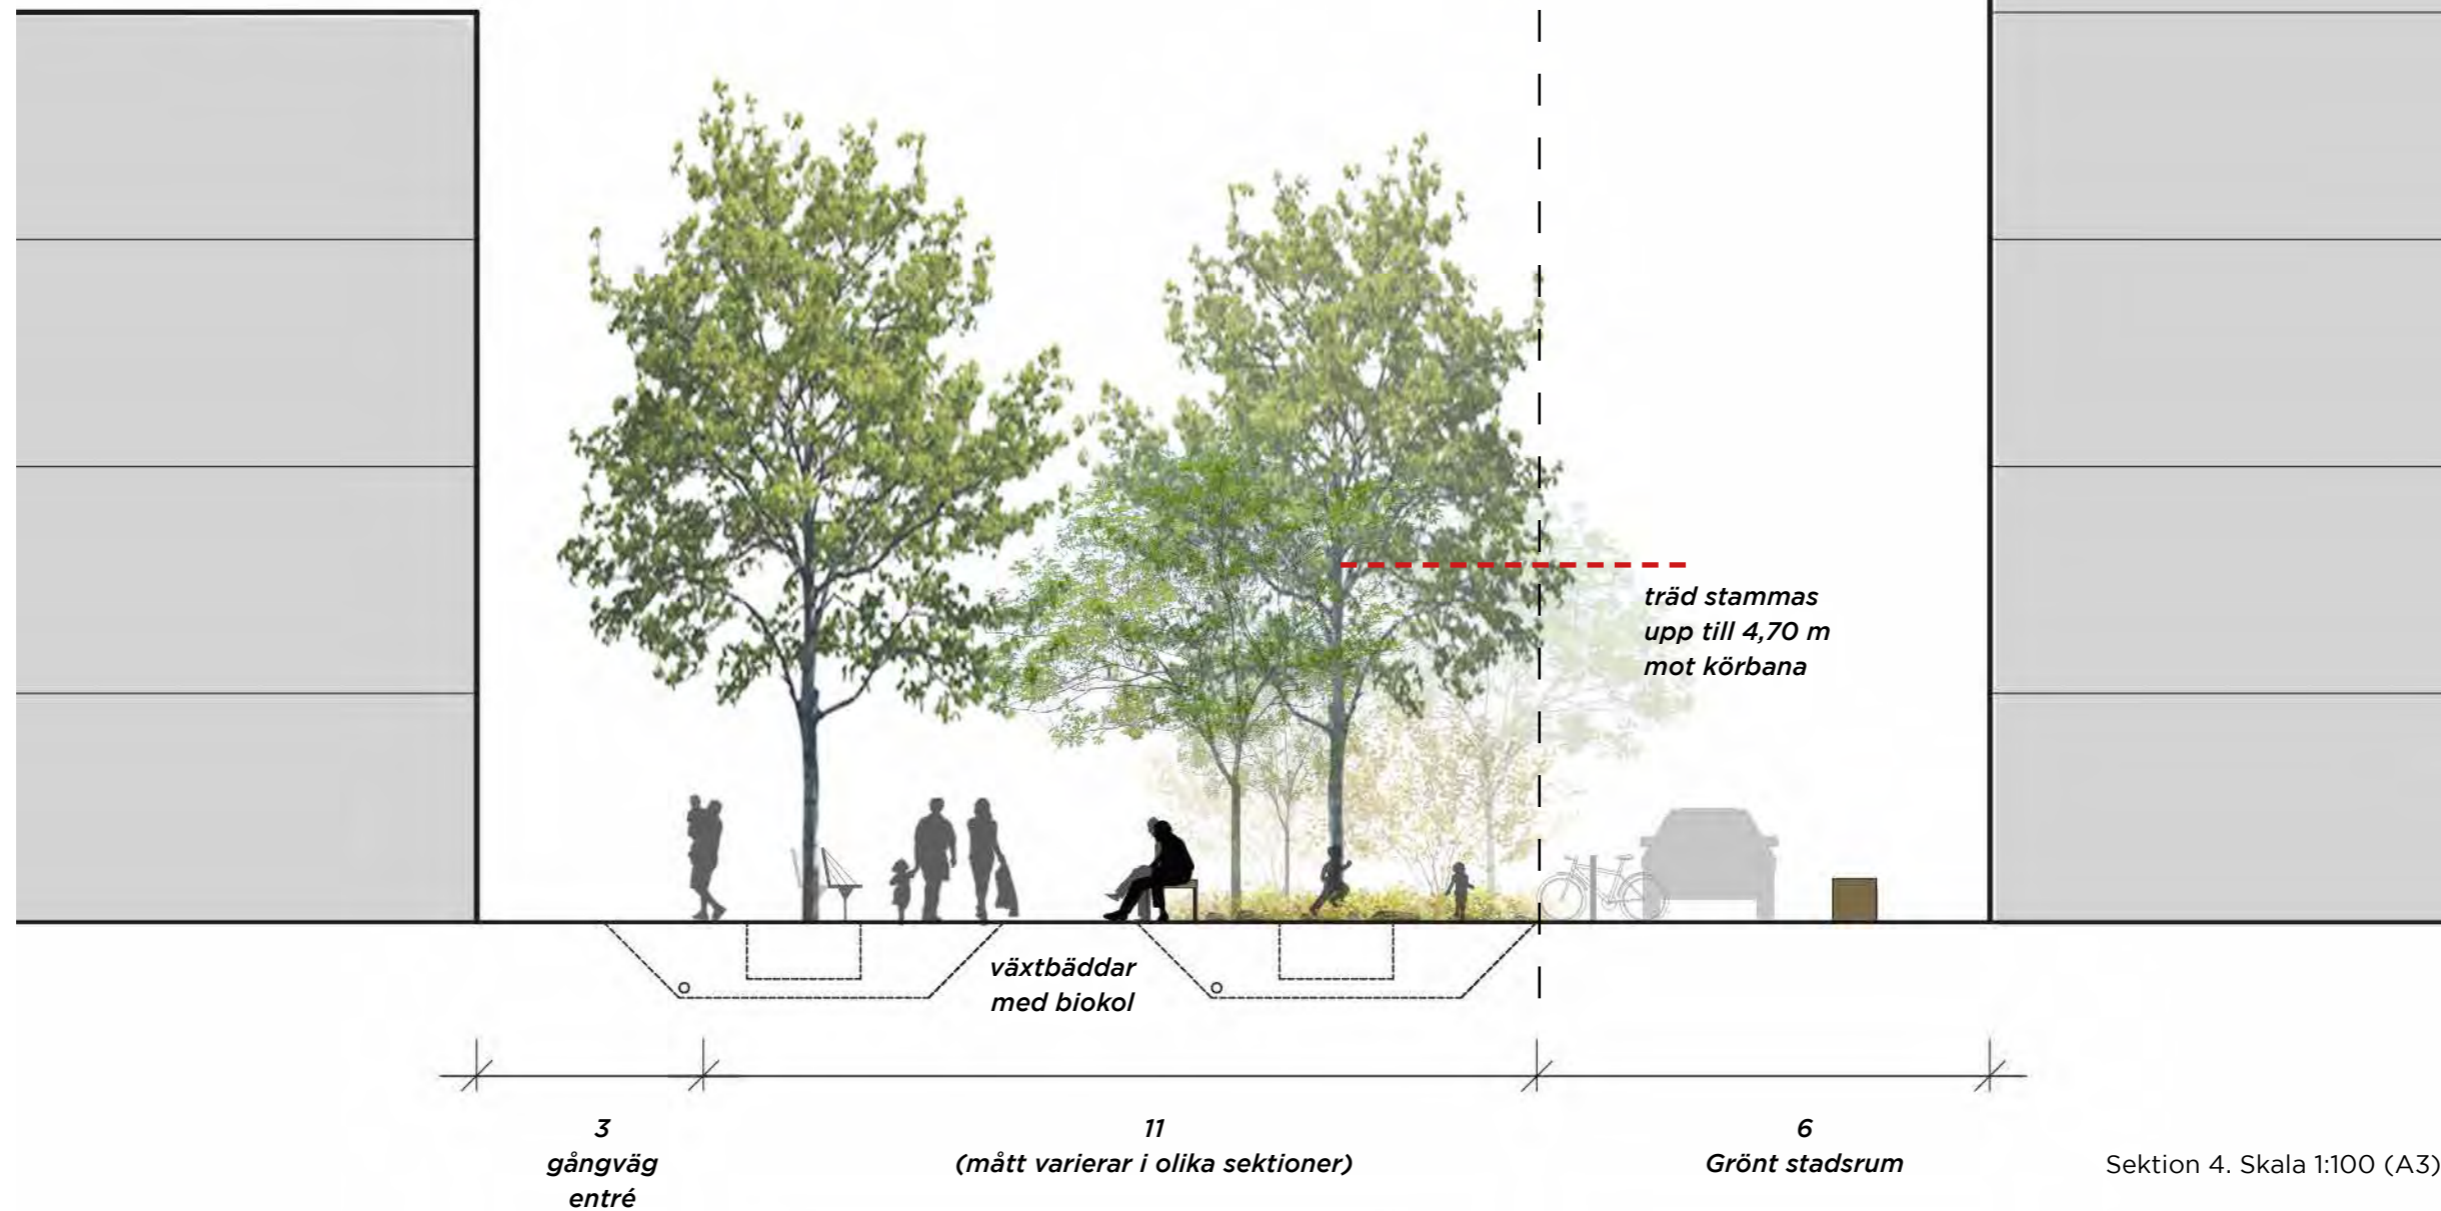 träd stammas
upp till 4,70 m
mot körbana
växtbäddar
med biokol
3
gångväg
entré
11
(mått varierar i olika sektioner)
6
Grönt stadsrum
Sektion 4. Skala 1:100 (A3)